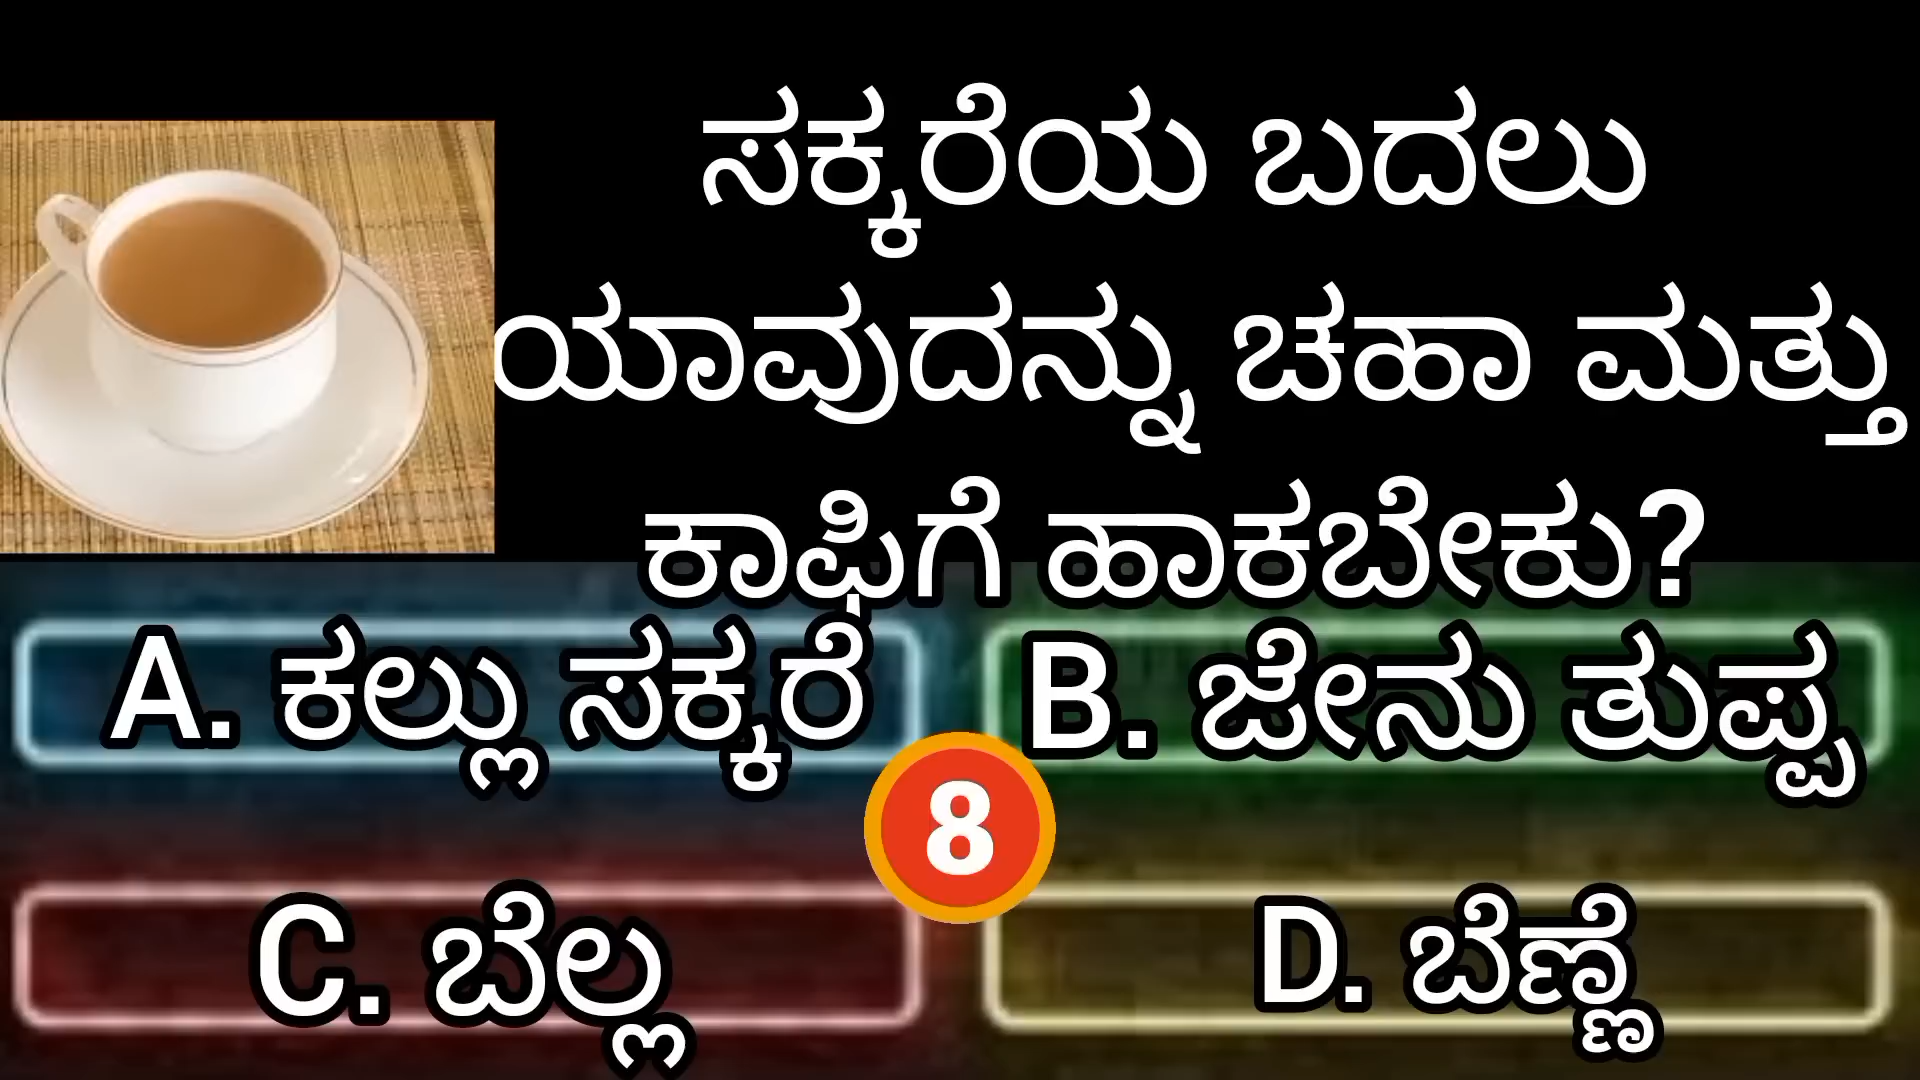 ಸಕ್ಕರೆಯ ಬದಲು
ಯಾವುದನ್ನು ಚಹಾ ಮತ್ತು
ಕಾಫಿಗೆ ಹಾಕಬೇಕು?
A. ಕಲ್ಲು ಸಕ್ಕರೆ
B. ಜೇನು ತುಪ್ಪ
8
C. ಬೆಲ್ಲ
D. ಬೆಣ್ಣೆ